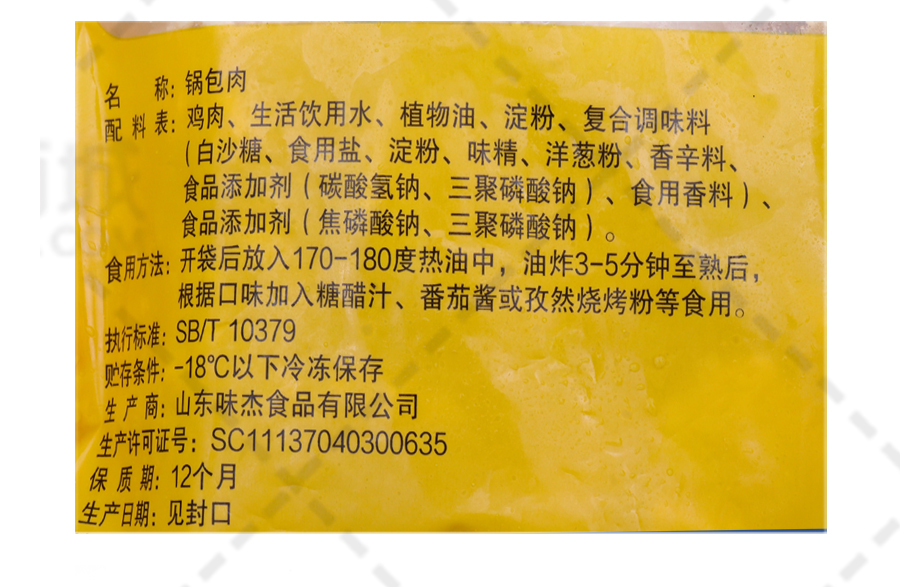 名 称：锅包肉
配 料 表：鸡肉、生活饮用水、植物油、淀粉、复合调味料
（白沙糖、食用盐、淀粉、味精、洋葱粉、香辛料、
食品添加剂（碳酸氢钠、三聚磷酸钠）、食用香料）、
食品添加剂（焦磷酸钠、三聚磷酸钠）。
食用方法：开袋后放入170-180度热油中，油炸3-5分钟至熟后，
根据口味加入糖醋汁、番茄酱或孜然烧烤粉等食用。
执行标准：SB/T 10379
贮存条件：-18℃以下冷冻保存
生 产 商：山东味杰食品有限公司
生产许可证号：SC11137040300635
保 质 期：12个月
生产日期：见封口